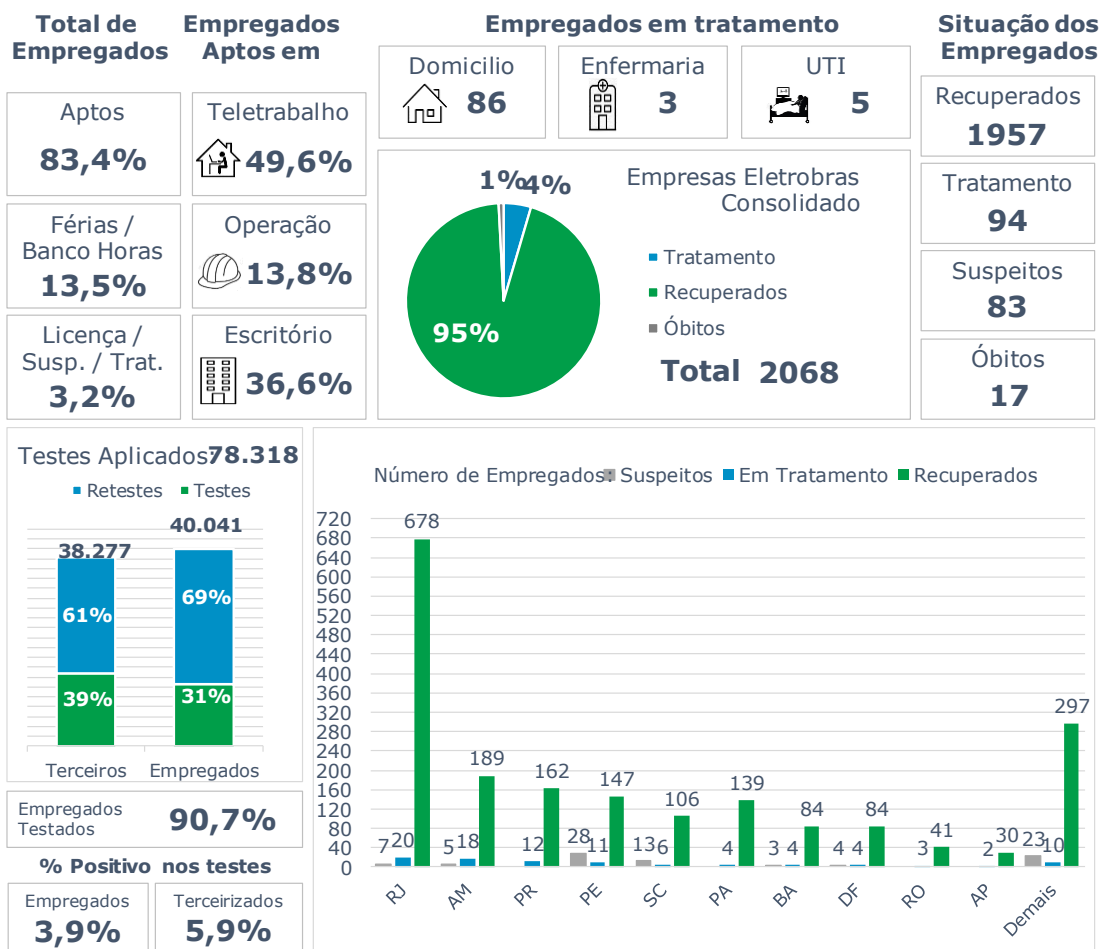 Total de
Empregados
Aptos
83,4%
Férias /
Banco Horas
13,5%
Licença /
Susp. / Trat.
3,2%
Empregados
Aptos em
Teletrabalho
49,6%
Operação
13,8%
Escritório
36,6%
Empregados em tratamento
Domicilio
86
Enfermaria
3
UTI
5
Empresas Eletrobras
Consolidado
1%
4%
95%
Tratamento
Recuperados
Óbitos
Total 2068
Situação dos
Empregados
Recuperados
1957
Tratamento
94
Suspeitos
83
Óbitos
17
Testes Aplicados:78.318
Retestes Testes
38.277
40.041
61%
69%
39%
31%
Terceiros Empregados
Empregados
Testados
90,7%
% Positivo nos testes
Empregados
3,9%
Terceirizados
5,9%
Número de Empregados: Suspeitos Em Tratamento Recuperados
720
680
640
600
560
520
480
440
400
360
320
280
240
200
160
120
80
40
0
7 20 678
5 18 189
12 162
28 11 147
13 6 106
4 139
3 4 84
4 4 84
3 41
2 30
23 10 297
RJ AM PR PE SC PA BA DF RO AP Demais